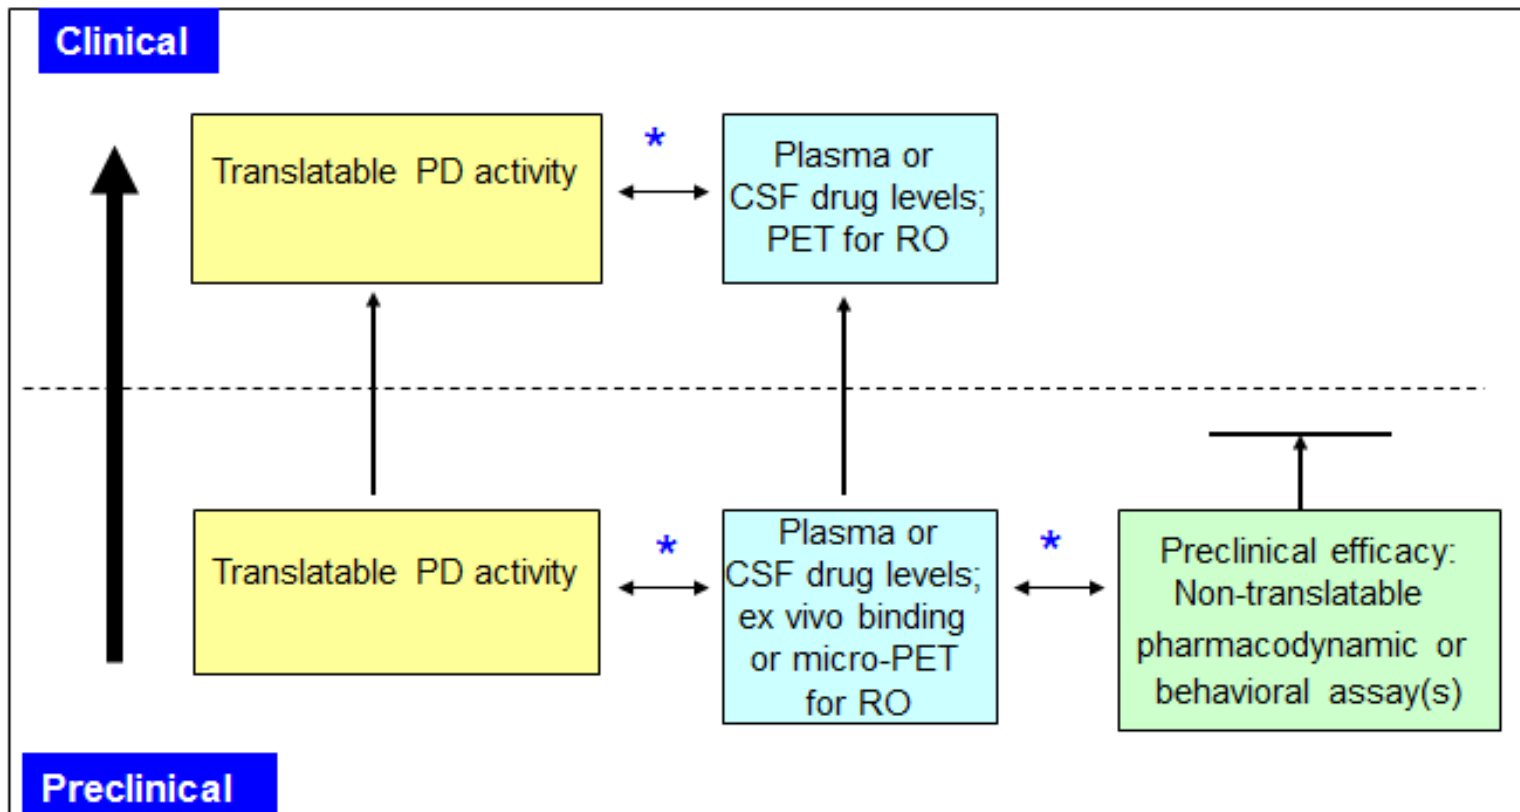 Clinical
Translatable PD activity
*
Plasma or
CSF drug levels;
PET for RO
Translatable PD activity
*
Plasma or
CSF drug levels;
ex vivo binding
or micro-PET
for RO
*
Preclinical efficacy:
Non-translatable
pharmacodynamic or
behavioral assay(s)
Preclinical